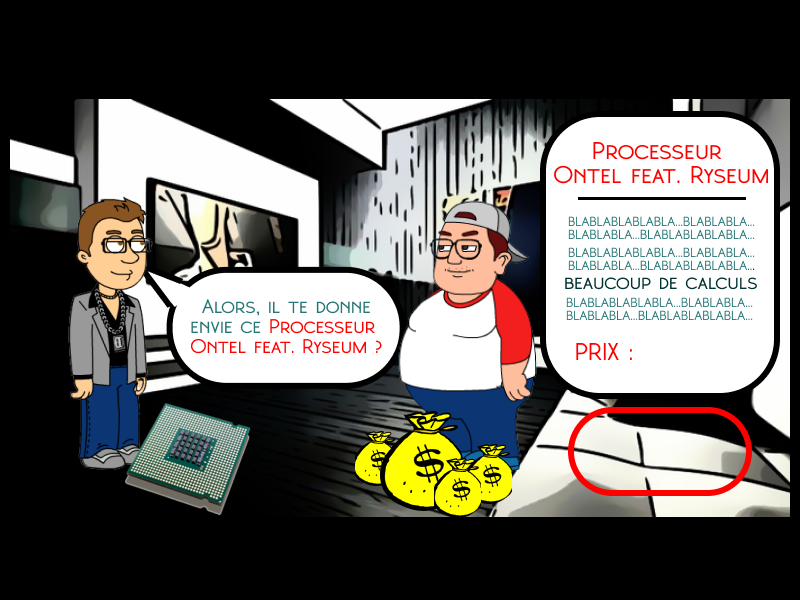 Alors, il te donne
envie ce Processeur
Ontel feat. Ryseum ?
Processeur
Ontel feat. Ryseum
BLABLABLABLABLA...BLABLABLA...
BLABLABLA...BLABLABLABLABLA...
BLABLABLABLABLA...BLABLABLA...
BLABLABLA...BLABLABLABLABLA...
BEAUCOUP DE CALCULS
BLABLABLABLABLA...BLABLABLA...
BLABLABLA...BLABLABLABLABLA...
PRIX :
$
$
$
$